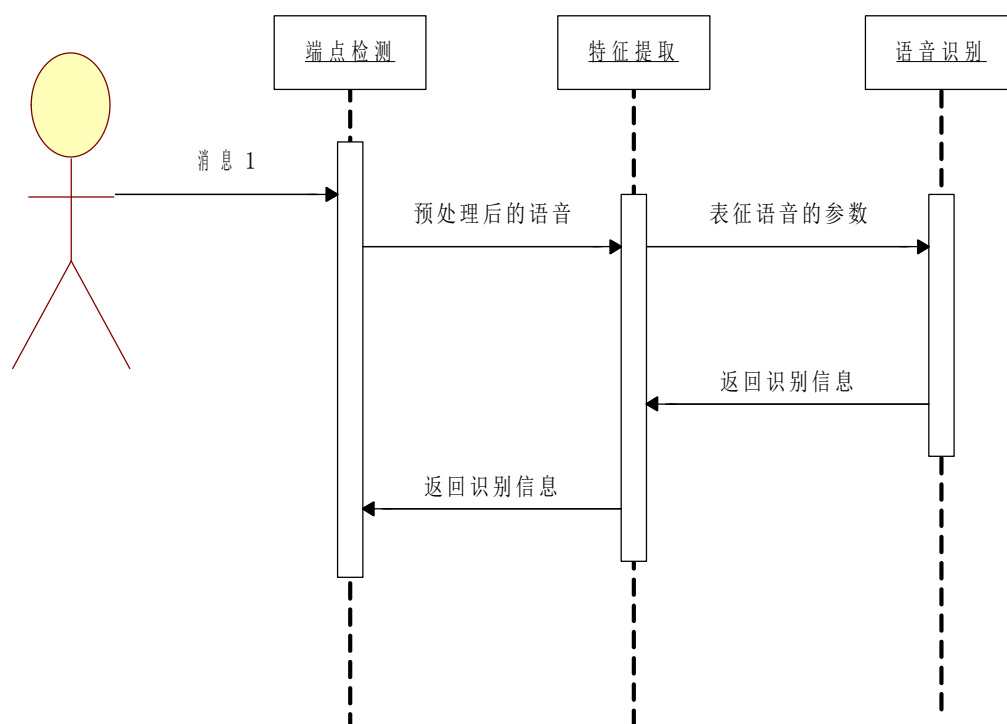 端点检测
特征提取
语音识别
消息1
预处理后的语音
表征语音的参数
返回识别信息
返回识别信息